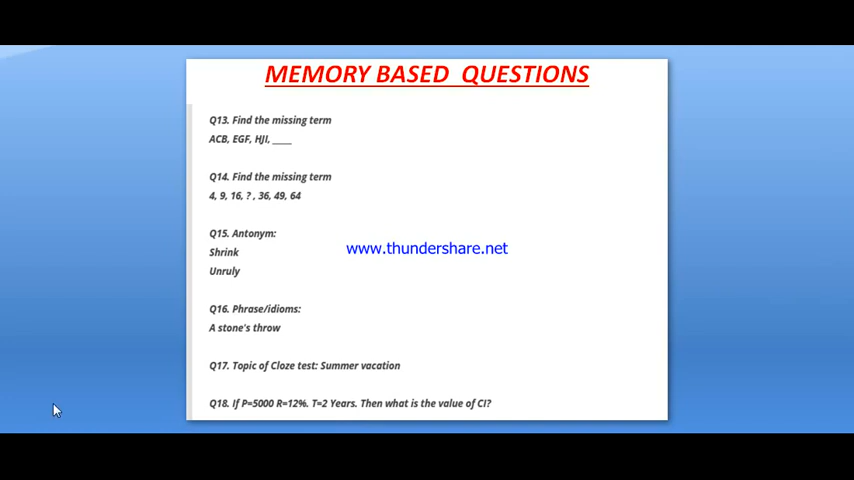 MEMORY BASED QUESTIONS
Q13. Find the missing term
ACB, EGF, HJI, ____
Q14. Find the missing term
4, 9, 16, ? , 36, 49, 64
Q15. Antonym:
Shrink
www.thundershare.net
Unruly
Q16. Phrase/idioms:
A stone's throw
Q17. Topic of Cloze test: Summer vacation
Q18. If P=5000 R=12%. T=2 Years. Then what is the value of CI?